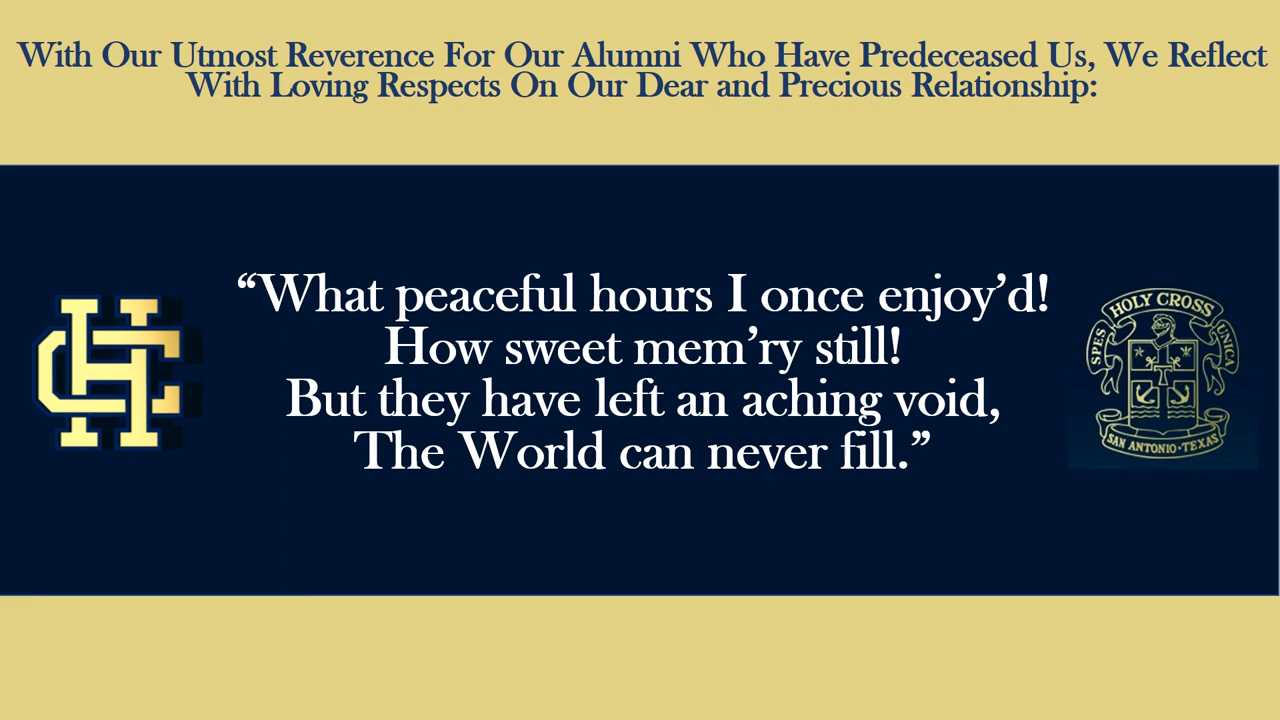 With Our Utmost Reverence For Our Alumni Who Have Predeceased Us, We Reflect
With Loving Respects On Our Dear and Precious Relationship:
“What peaceful hours I once enjoy’d!
How sweet mem’ry still!
But they have left an aching void,
The World can never fill.”
HC
HOLY CROSS
SPES UNICA
SAN ANTONIO • TEXAS